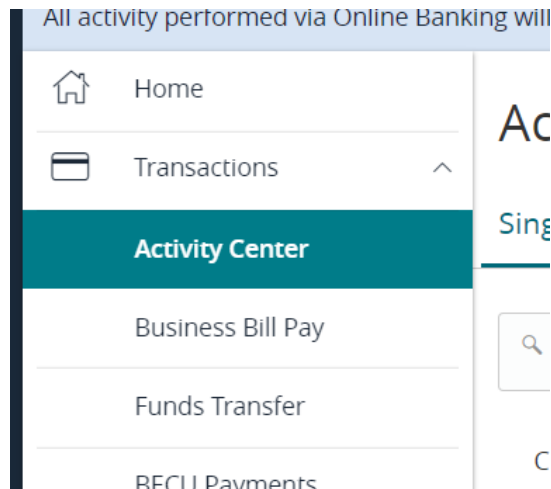 All activity performed via Online Banking will
Home
Transactions
Activity Center
Business Bill Pay
Funds Transfer
BECU Payments
Ac
Sing
C